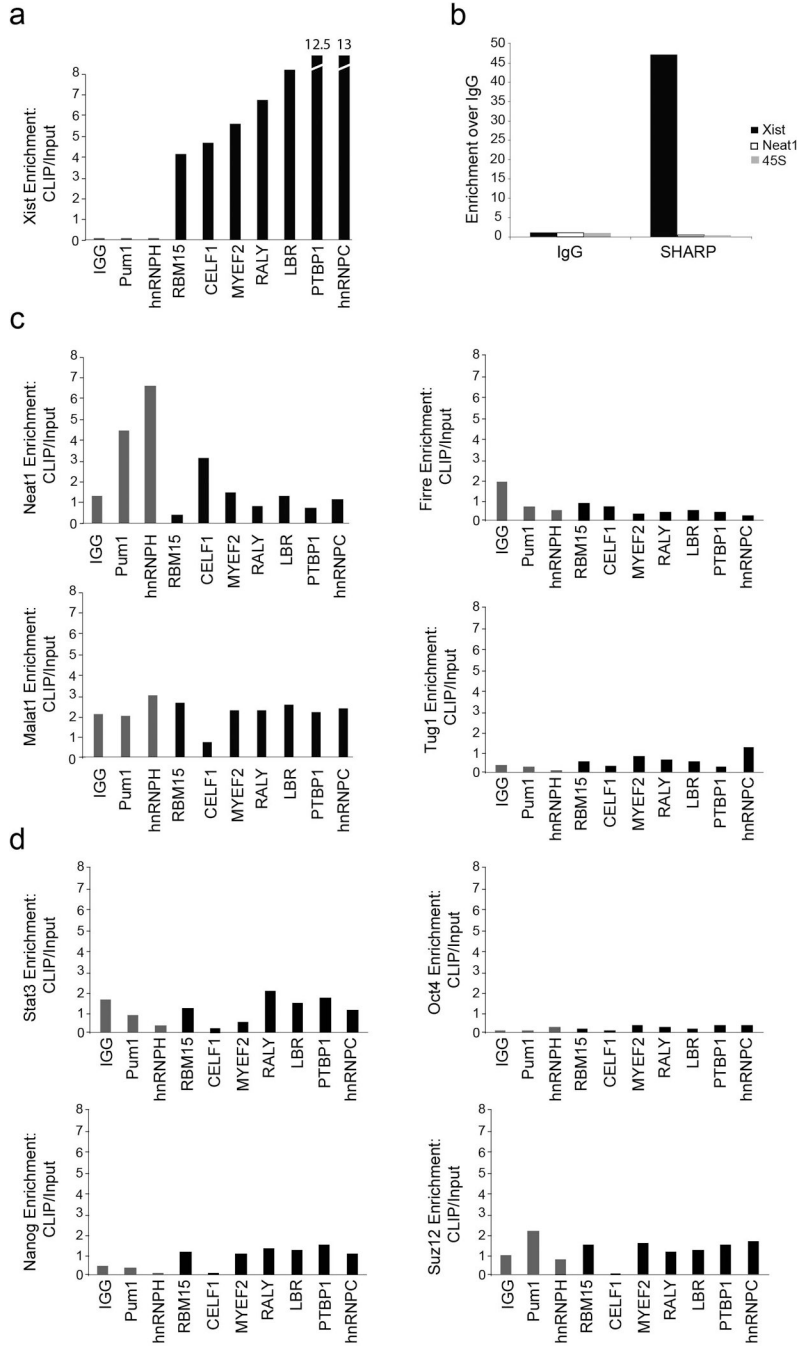 a
Xist Enrichment:
CLIP/Input
8
7
6
5
4
3
2
1
0
12.5 13
IGG
Pum1
hnRNPH
RBM15
CELF1
MYEF2
RALY
LBR
PTBP1
hnRNPC
b
Enrichment over IgG
50
45
40
35
30
25
20
15
10
5
0
IgG
SHARP
Xist
Neat1
45S
c
Neat1 Enrichment:
CLIP/Input
8
7
6
5
4
3
2
1
0
IGG
Pum1
hnRNPH
RBM15
CELF1
MYEF2
RALY
LBR
PTBP1
hnRNPC
Firre Enrichment:
CLIP/Input
8
7
6
5
4
3
2
1
0
IGG
Pum1
hnRNPH
RBM15
CELF1
MYEF2
RALY
LBR
PTBP1
hnRNPC
Malat1 Enrichment:
CLIP/Input
8
7
6
5
4
3
2
1
0
IGG
Pum1
hnRNPH
RBM15
CELF1
MYEF2
RALY
LBR
PTBP1
hnRNPC
Tug1 Enrichment:
CLIP/Input
8
7
6
5
4
3
2
1
0
IGG
Pum1
hnRNPH
RBM15
CELF1
MYEF2
RALY
LBR
PTBP1
hnRNPC
d
Stat3 Enrichment:
CLIP/Input
8
7
6
5
4
3
2
1
0
IGG
Pum1
hnRNPH
RBM15
CELF1
MYEF2
RALY
LBR
PTBP1
hnRNPC
Oct4 Enrichment:
CLIP/Input
8
7
6
5
4
3
2
1
0
IGG
Pum1
hnRNPH
RBM15
CELF1
MYEF2
RALY
LBR
PTBP1
hnRNPC
Nanog Enrichment:
CLIP/Input
8
7
6
5
4
3
2
1
0
IGG
Pum1
hnRNPH
RBM15
CELF1
MYEF2
RALY
LBR
PTBP1
hnRNPC
Suz12 Enrichment:
CLIP/Input
8
7
6
5
4
3
2
1
0
IGG
Pum1
hnRNPH
RBM15
CELF1
MYEF2
RALY
LBR
PTBP1
hnRNPC